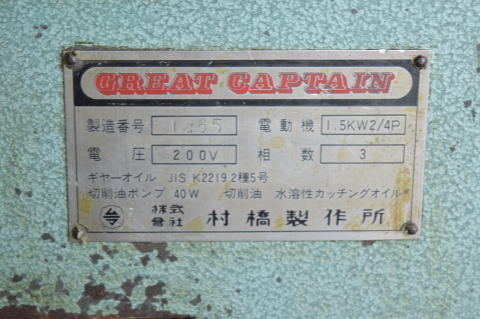 GREAT CAPTAIN
製造番号 1265 電動機 1.5KW2/4P
電圧 200V 相数 3
ギヤーオイル JIS K2219 2種5号
切削油ポンプ 40W 切削油 水溶性カッチングオイル
株式會社 村橋製作所